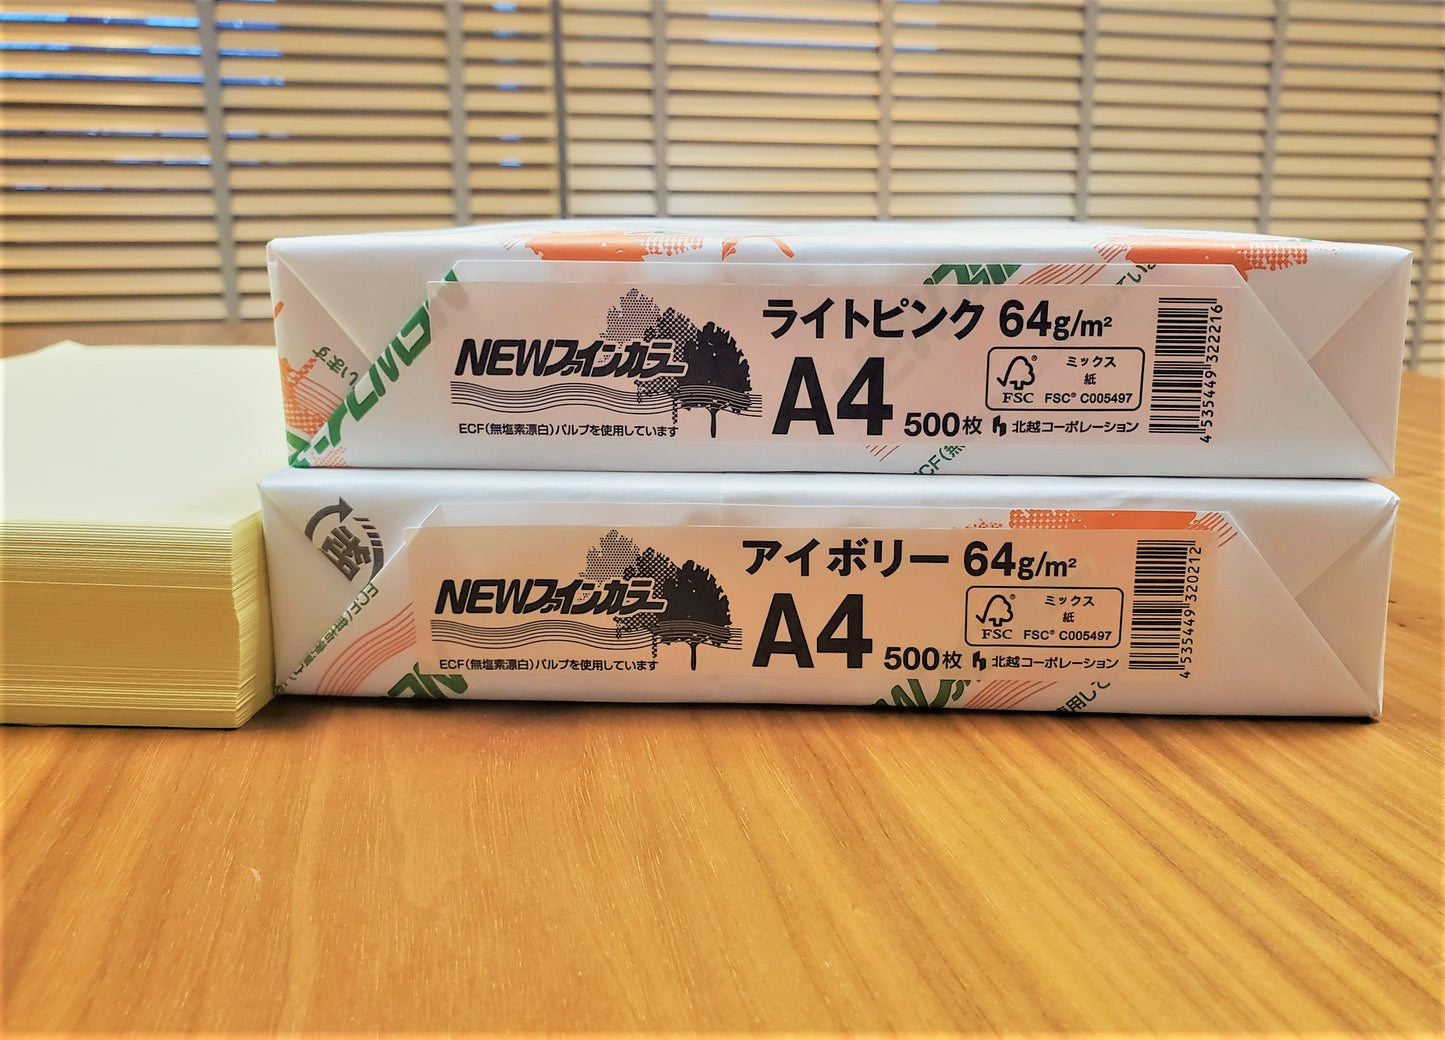 ライトピンク 64g/m²
NEWファインカラー
A4 500枚
ECF(無塩素漂白)パルプを使用しています
FSC
ミックス
紙
FSC® C005497
北越コーポレーション
4535449322216
います
アイボリー 64g/m²
NEWファインカラー
A4 500枚
ECF(無塩素漂白)パルプを使用しています
FSC
ミックス
紙
FSC® C005497
北越コーポレーション
4535449320212